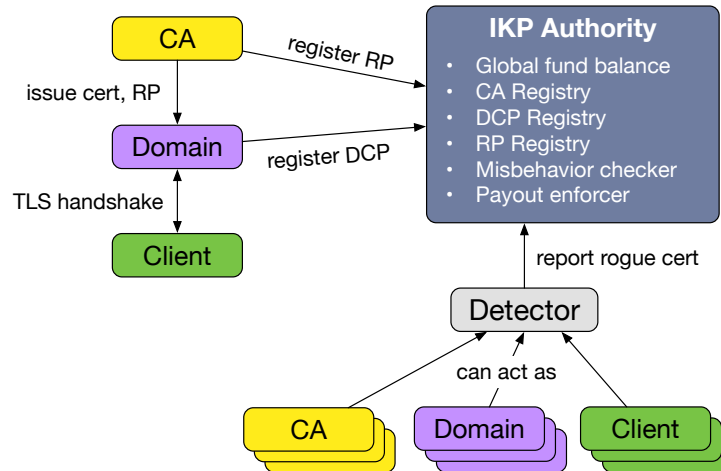 CA
register RP
issue cert, RP
Domain
register DCP
TLS handshake
Client
IKP Authority
• Global fund balance
• CA Registry
• DCP Registry
• RP Registry
• Misbehavior checker
• Payout enforcer
report rogue cert
Detector
can act as
CA
Domain
Client